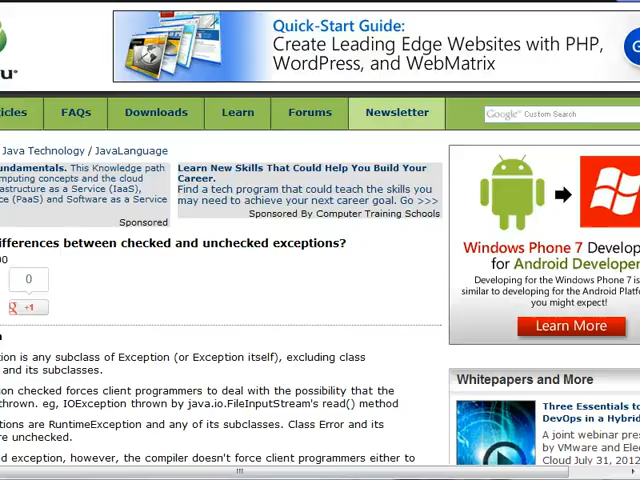 Quick-Start Guide:
Create Leading Edge Websites with PHP,
WordPress, and WebMatrix
FAQs
Downloads
Learn
Forums
Newsletter
Google™ Custom Search
Java Technology / JavaLanguage
This Knowledge path
computing concepts and the cloud
Infrastructure as a Service (IaaS),
(PaaS) and Software as a Service
Sponsored
Learn New Skills That Could Help You Build Your
Career.
Find a tech program that could teach the skills you
may need to achieve your next career goal. Go >>>
Sponsored By Computer Training Schools
ifferences between checked and unchecked exceptions?
0
+1
Windows Phone 7 Develop
for Android Developer
Developing for the Windows Phone 7 is
similar to developing for the Android Platfo
you might expect!
Learn More
tion is any subclass of Exception (or Exception itself), excluding class
and its subclasses.
on checked forces client programmers to deal with the possibility that the
thrown. eg, IOException thrown by java.io.FileInputStream's read() method
tions are RuntimeException and any of its subclasses. Class Error and its
re unchecked.
d exception, however, the compiler doesn't force client programmers either to
Whitepapers and More
Three Essentials to
DevOps in a Hybrid
A joint webinar pres
by VMware and Elec
Cloud July 31, 2012